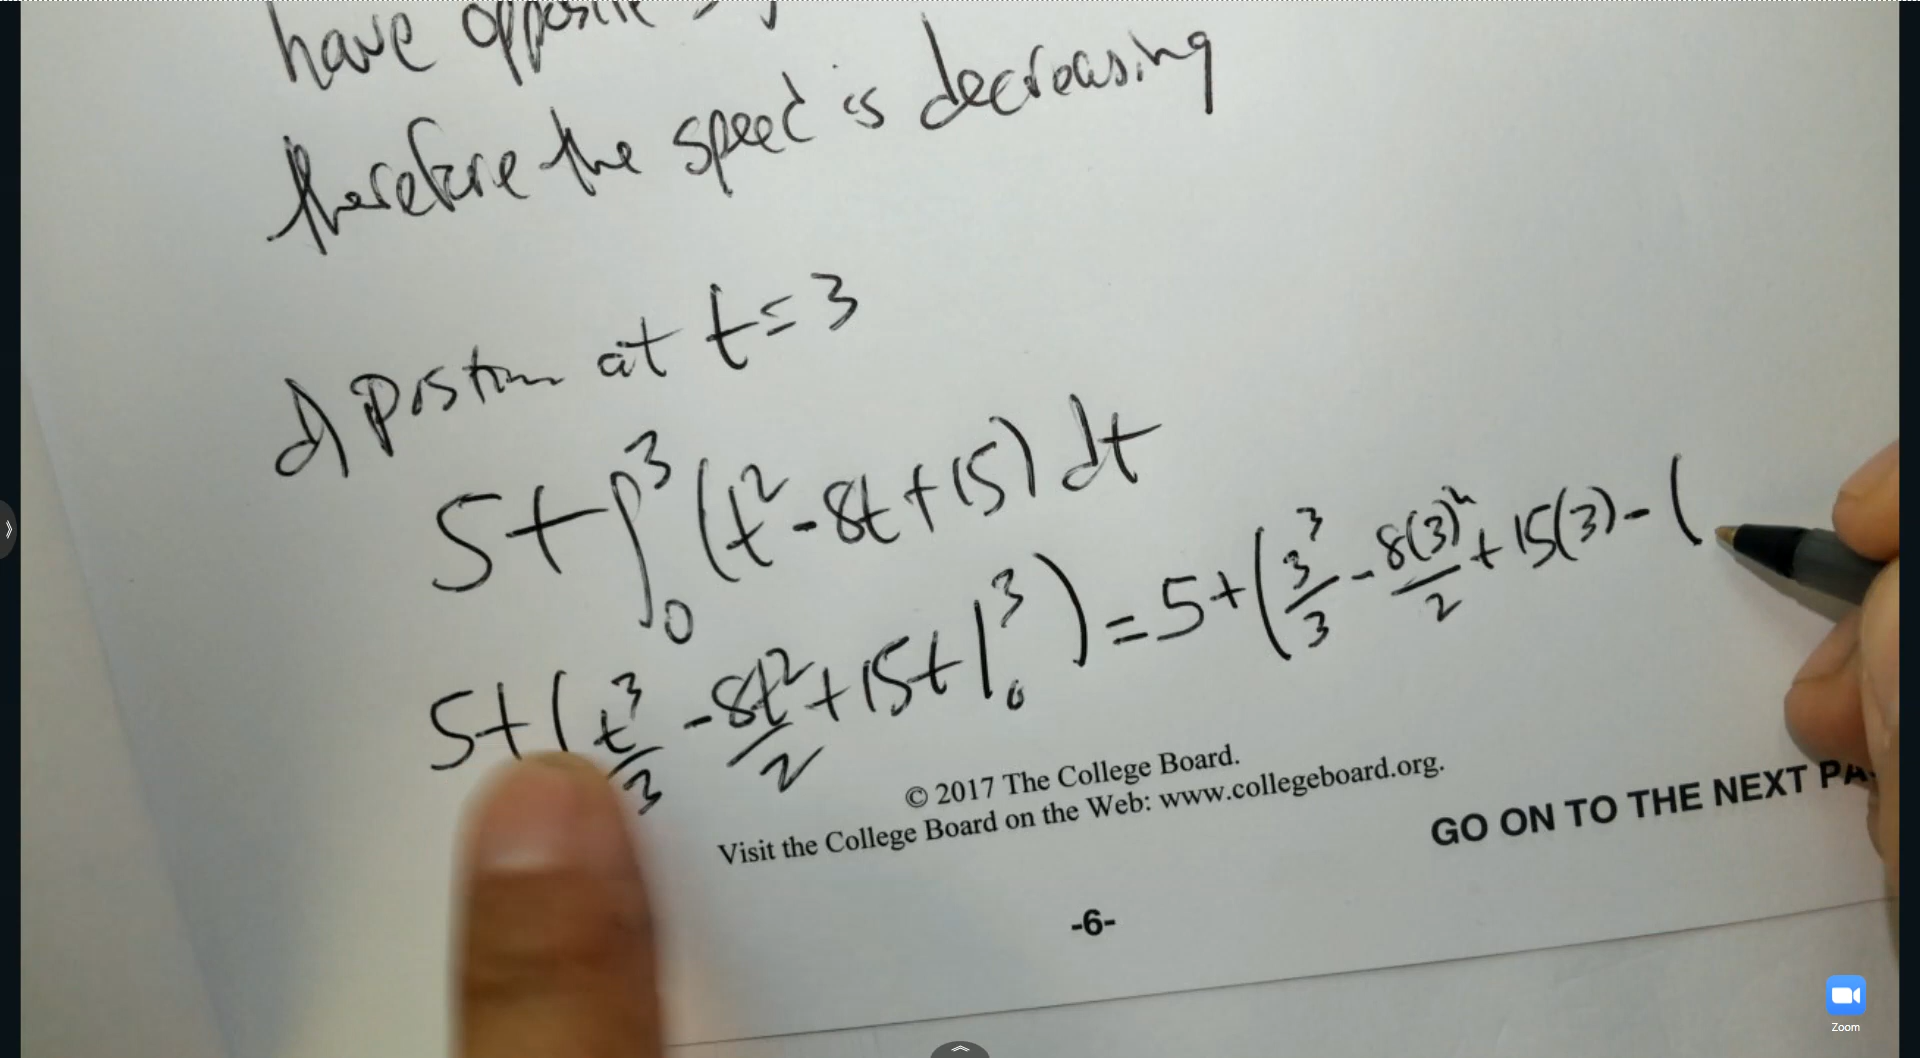 have opposite
therefore the speed is decreasing
d) Position at t = 3
5+∫₀³ (t²-8t+15) dt
5+(t³/3 -8t²/2 +15t|₀³) = 5+(3³/3 - 8(3)²/2 + 15(3) - (
© 2017 The College Board.
Visit the College Board on the Web: www.collegeboard.org.
GO ON TO THE NEXT PA
-6-
Zoom